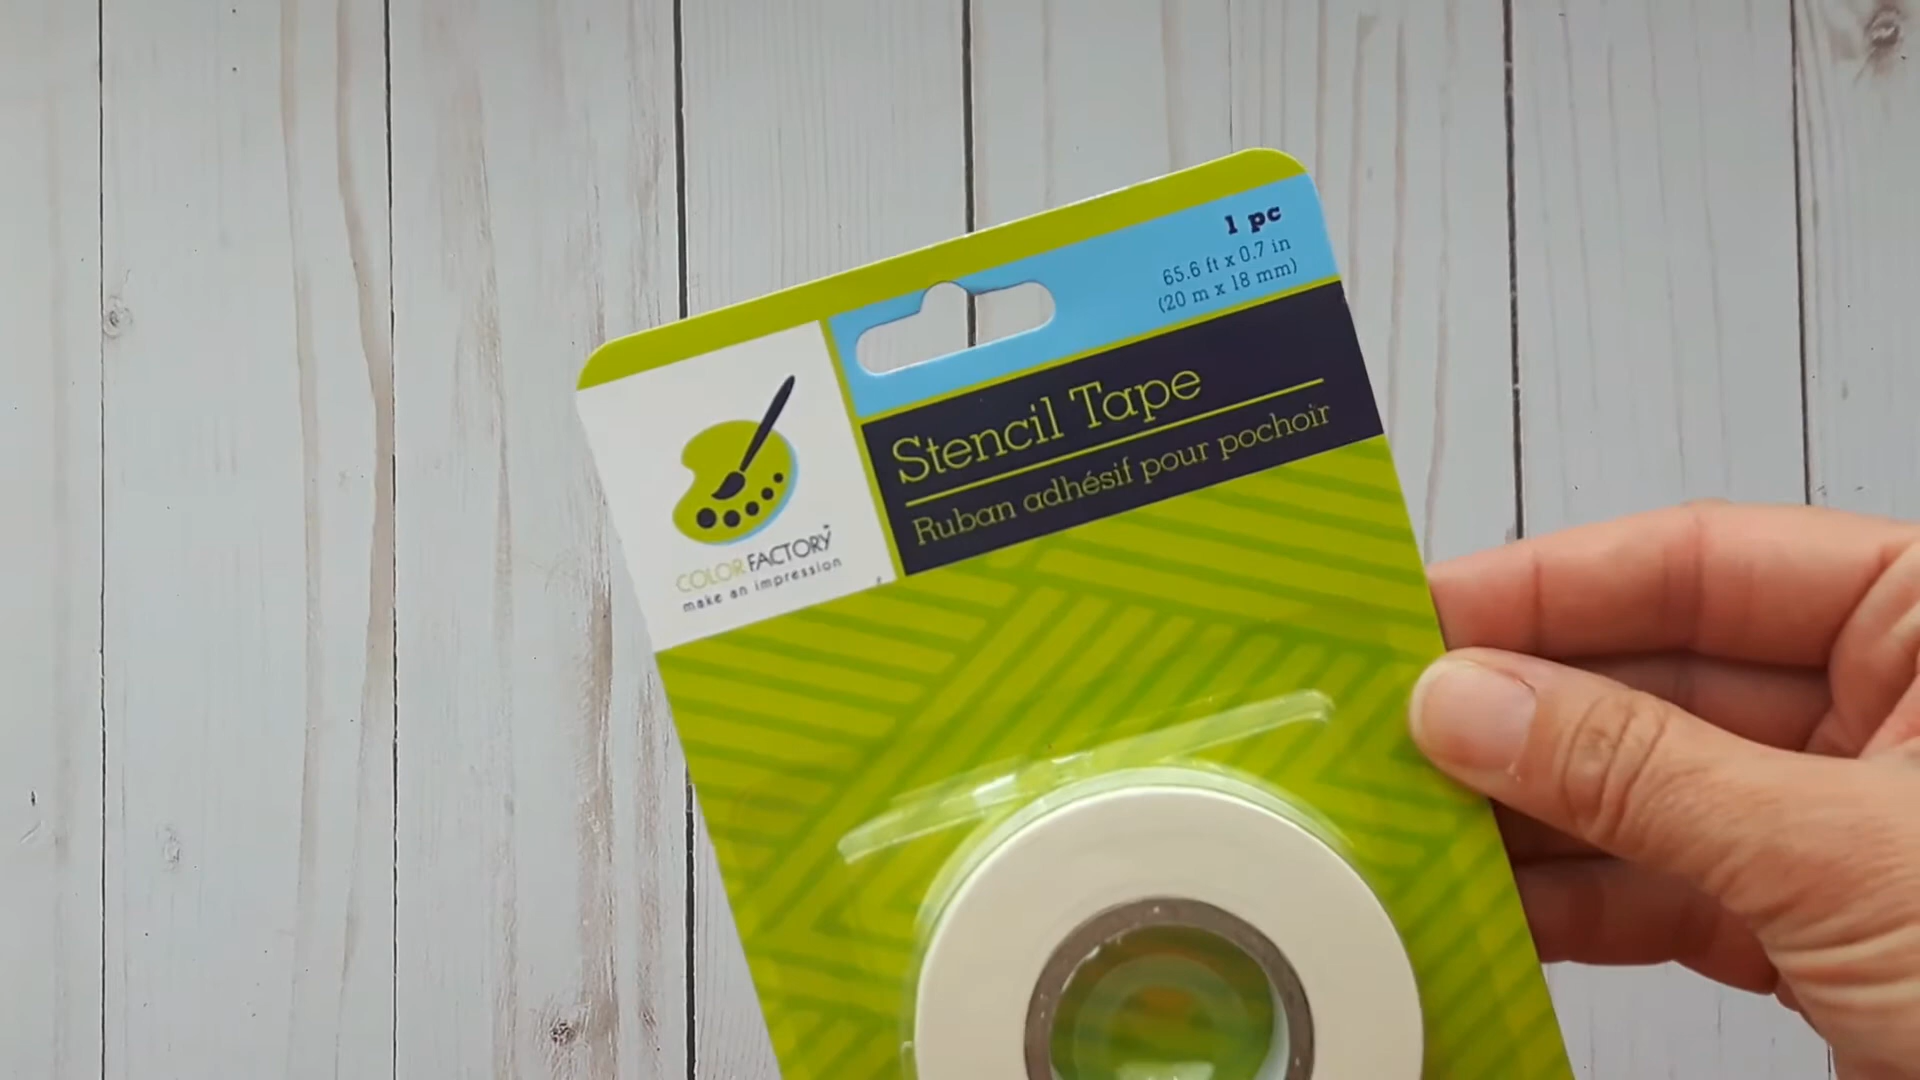 1 pc
65.6 ft x 0.7 in
(20 m x 18 mm)
Stencil Tape
Ruban adhésif pour pochoir
COLOR FACTORY
make an impression